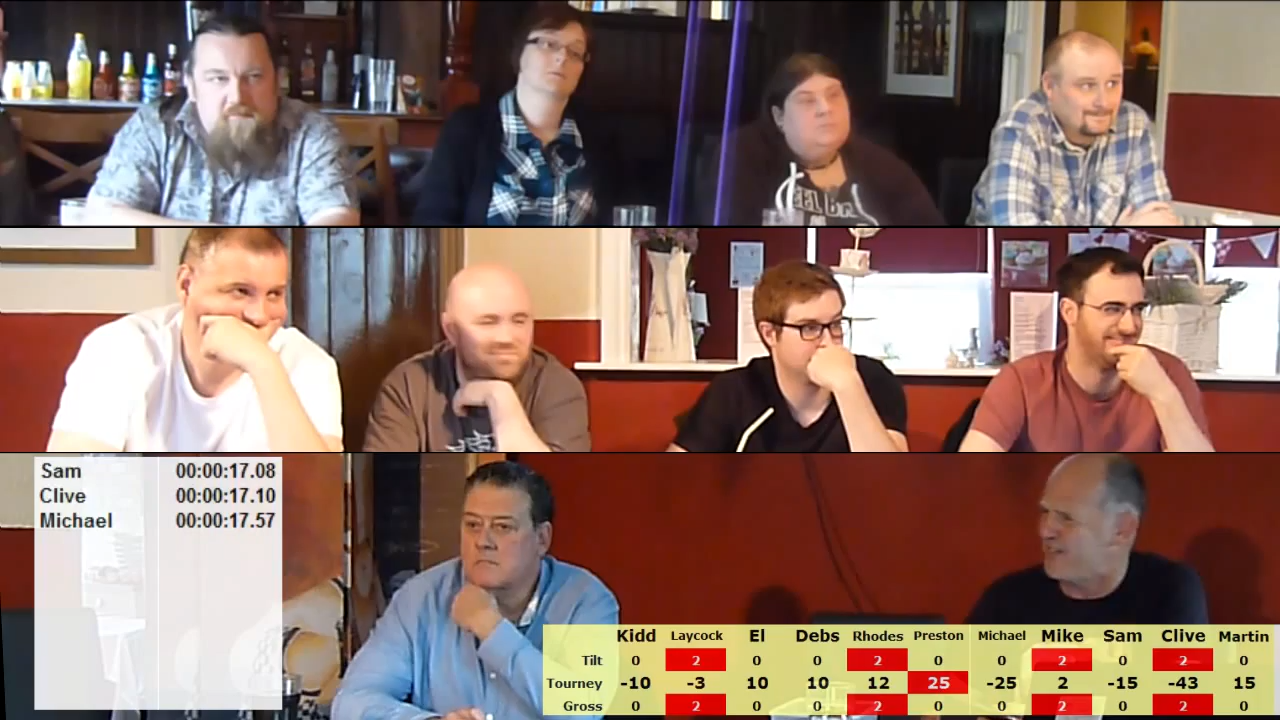 Sam 00:00:17.08
Clive 00:00:17.10
Michael 00:00:17.57
Kidd Laycock El Debs Rhodes Preston Michael Mike Sam Clive Martin
Tilt 0 2 0 0 2 0 0 2 0 2 0
Tourney -10 -3 10 10 12 25 -25 2 -15 -43 15
Gross 0 2 0 0 2 0 0 2 0 2 0